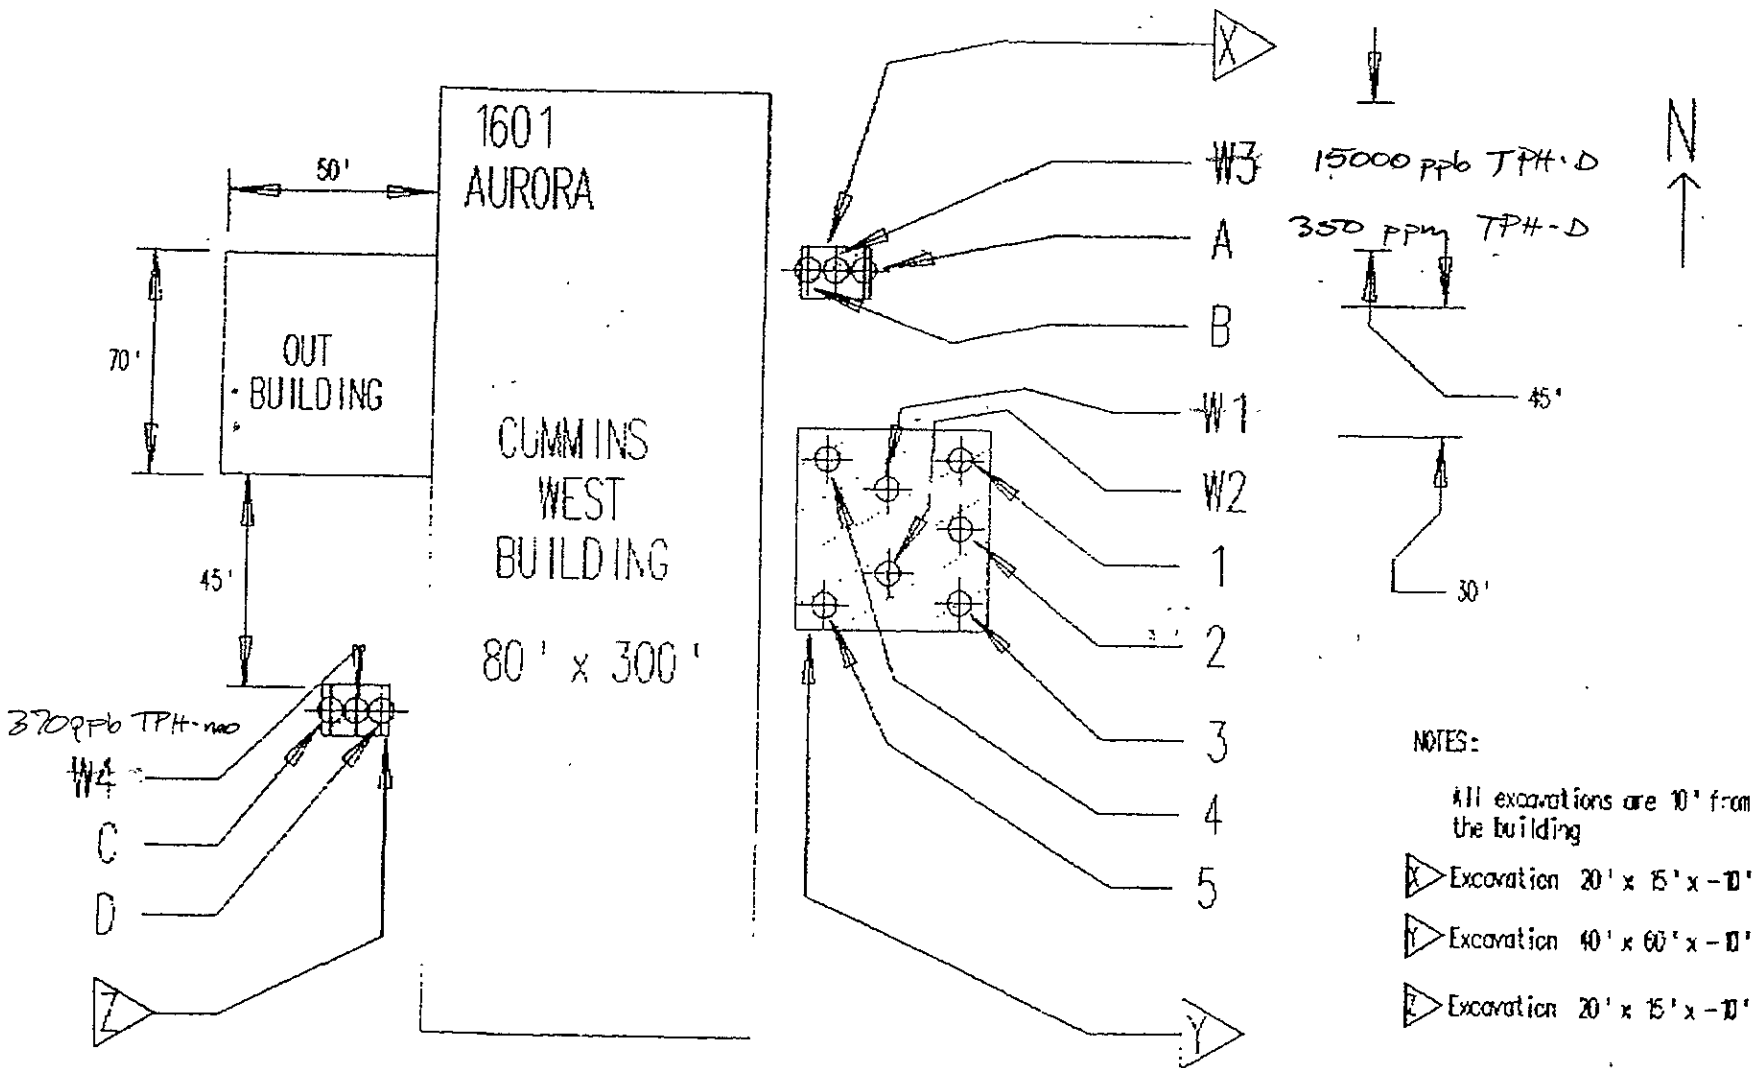 X
N
1601
AURORA
50'
W3 15000 ppb TPH-D
A 350 ppm TPH-D
B
70'
OUT
BUILDING
45'
W1
CUMMINS
WEST
BUILDING
80' x 300'
W2
1
30'
2
45'
3
4
5
370 ppb TPH-mo
W4
C
D
Z
Y
NOTES:
All excavations are 10' from
the building
X Excavation 20' x 15' x -10'
Y Excavation 40' x 60' x -10'
Z Excavation 20' x 15' x -10'